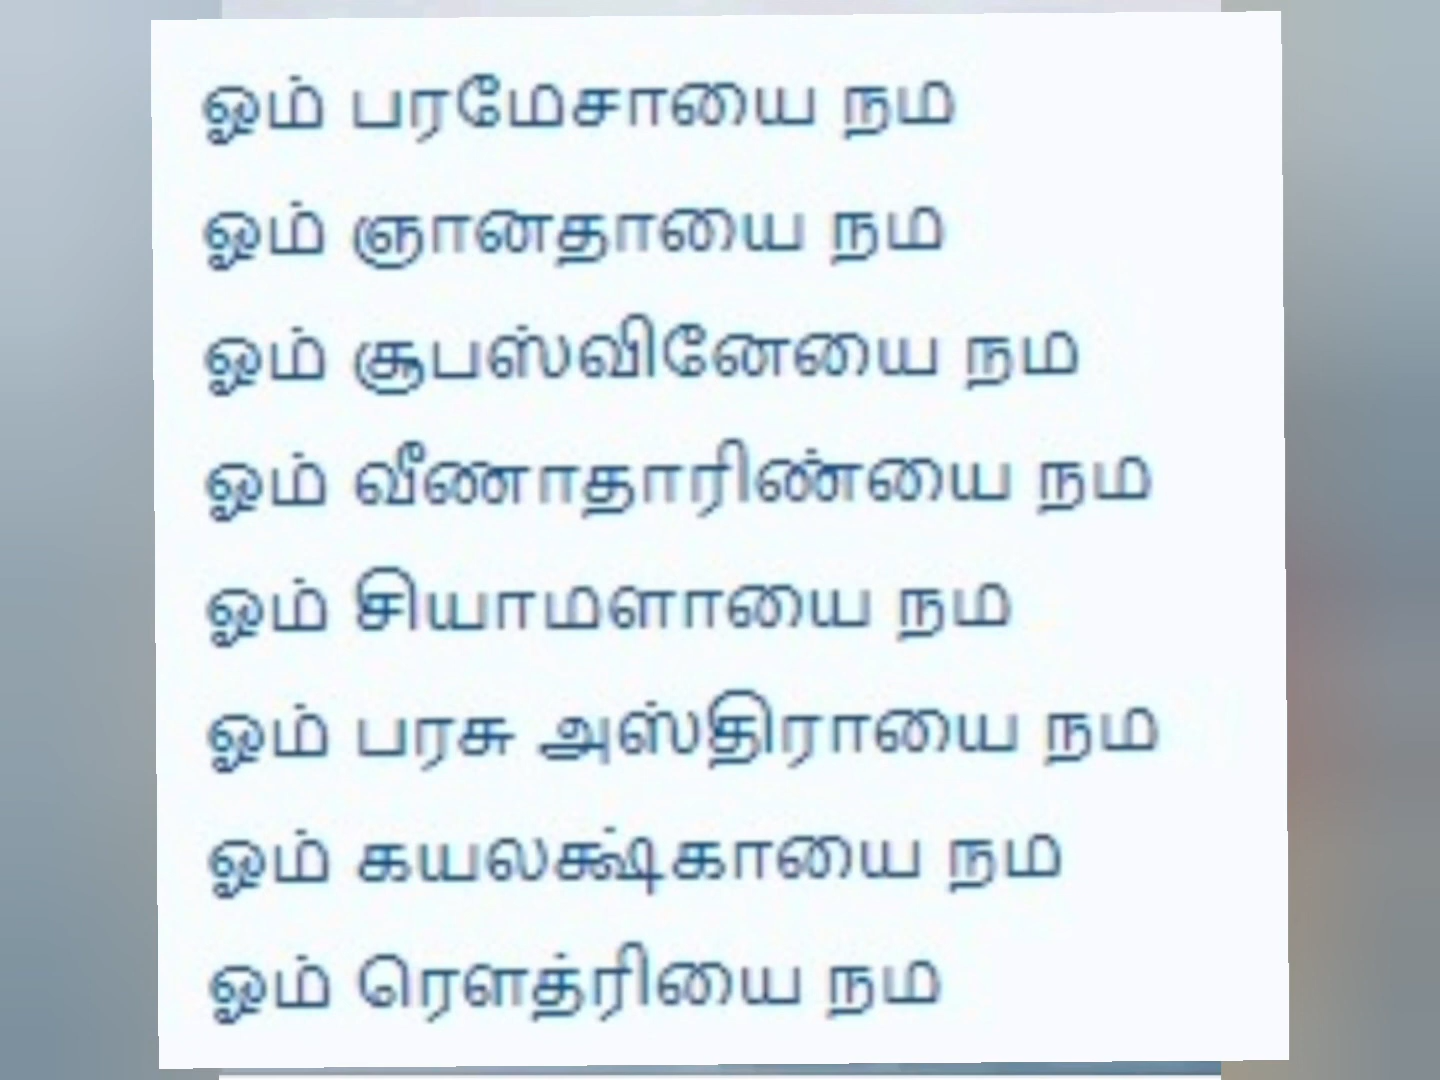 ஓம் பரமேசாயை நம
ஓம் ஞானதாயை நம
ஓம் சூபஸ்வினேயை நம
ஓம் வீணாதாரிண்யை நம
ஓம் சியாமளாயை நம
ஓம் பரசு அஸ்திராயை நம
ஓம் கயலக்ஷ்காயை நம
ஓம் ரௌத்ரியை நம